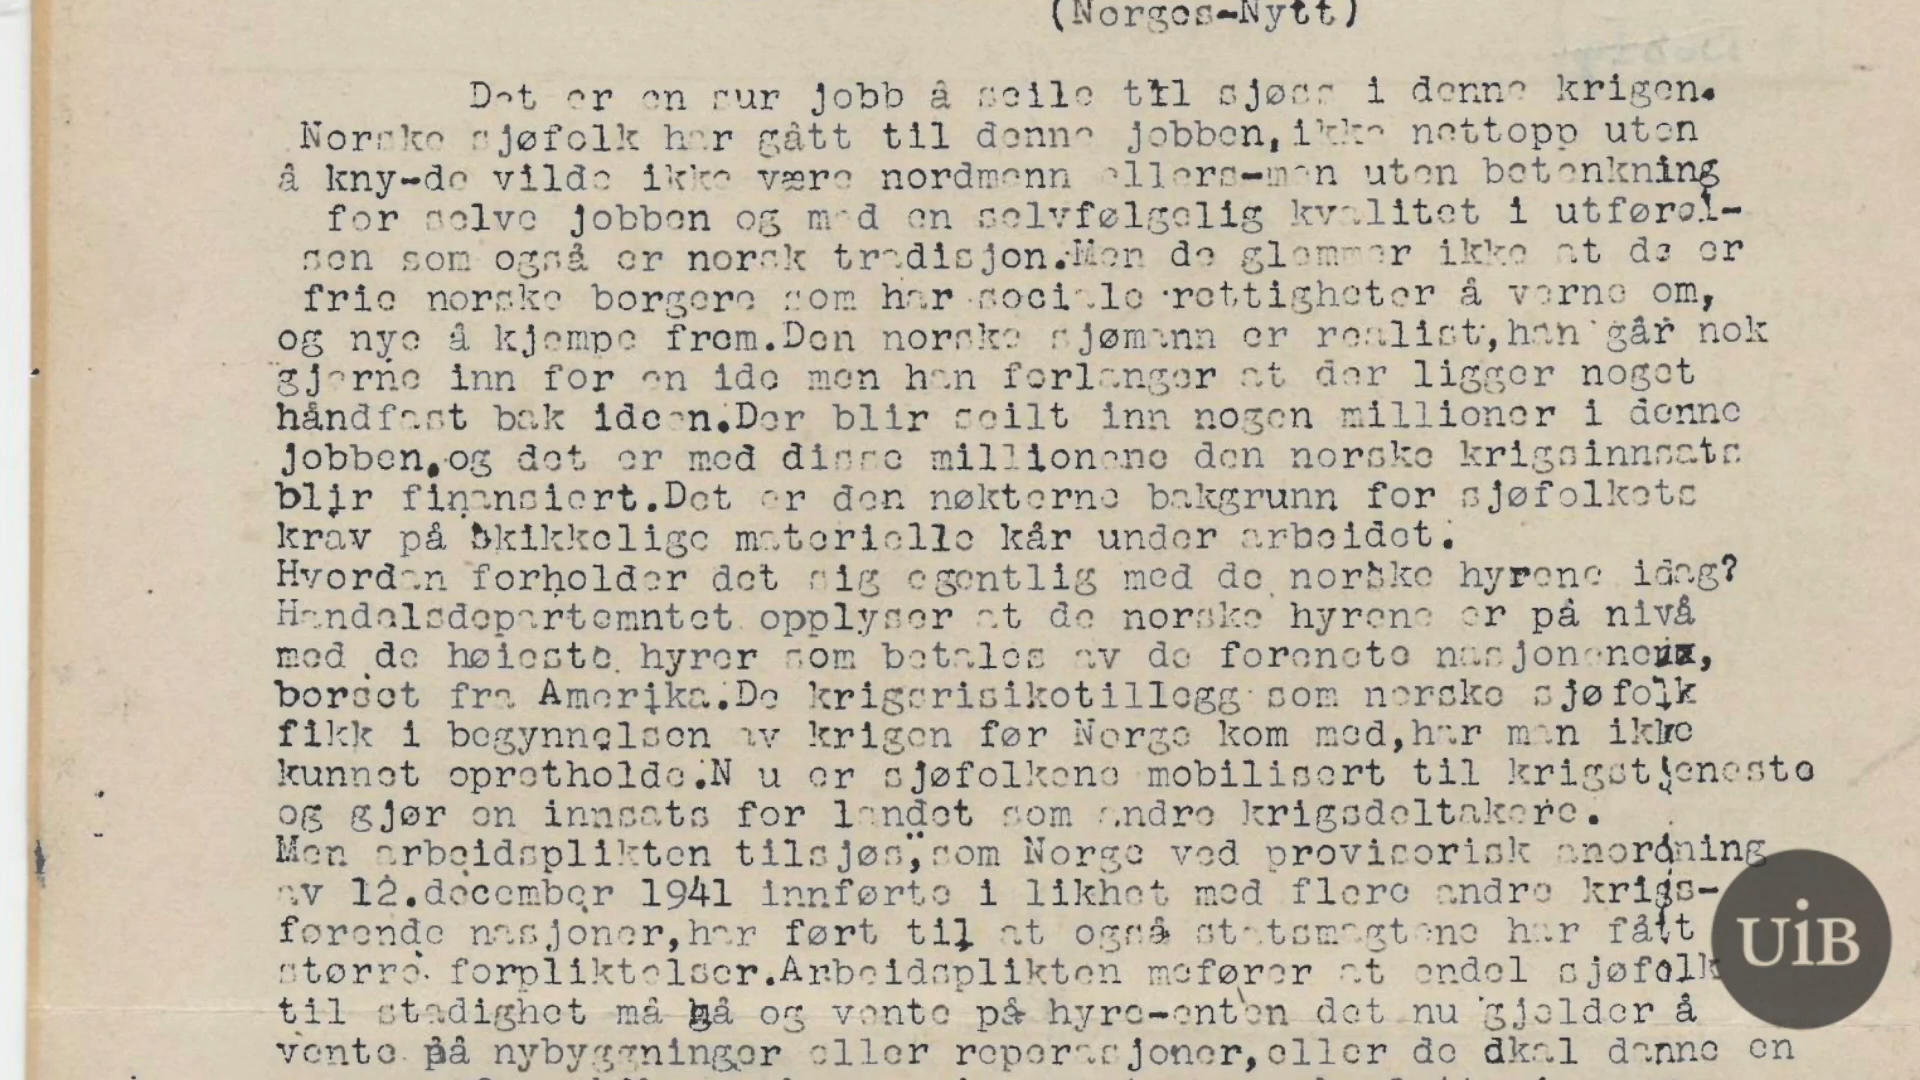 (Norges-Nytt)
Det er en sur jobb å seile til sjøss i denne krigen.
Norske sjøfolk har gått til denne jobben, ikke nettopp uten
å kny-de vilde ikke være nordmenn ellers-men uten betenkning
for selve jobben og med en selvfølgelig kvalitet i utførel-
sen som også er norsk tradisjon. Men de glemmer ikke at de er
frie norske borgere som har sociale rettigheter å verne om,
og nye å kjempe frem. Den norske sjømann er realist, han går nok
gjerne inn for en ide men han forlanger at der ligger noget
håndfast bak ideen. Der blir seilt inn nogen millioner i denne
jobben, og det er med disse millionene den norske krigsinnsats
blir finansiert. Det er den nøkterne bakgrunn for sjøfolkets
krav på skikkelige materielle kår under arbeidet.
Hvordan forholder det sig egentlig med de norske hyrene idag?
Handelsdepartemntet opplyser at de norske hyrene er på nivå
med de høieste hyrer som betales av de forenete nasjonene,
borset fra Amerika. De krigsrisikotillegg som norske sjøfolk
fikk i begynnelsen av krigen før Norge kom med, har man ikke
kunnet opretholde. N u er sjøfolkene mobilisert til krigstjeneste
og gjør en innsats for landet som andre krigsdeltakere.
Men arbeidsplikten tilsjøs, som Norge ved provisorisk anordning
av 12. december 1941 innførte i likhet med flere andre krigs-
førende nasjoner, har ført til at også statsmagtene har fått
større forpliktelser. Arbeidsplikten mefører at endel sjøfolk
til stadighet må gå og vente på hyre-enten det nu gjelder å
vente på nybyggninger eller reperasjoner, eller de dkal danne en
UiB